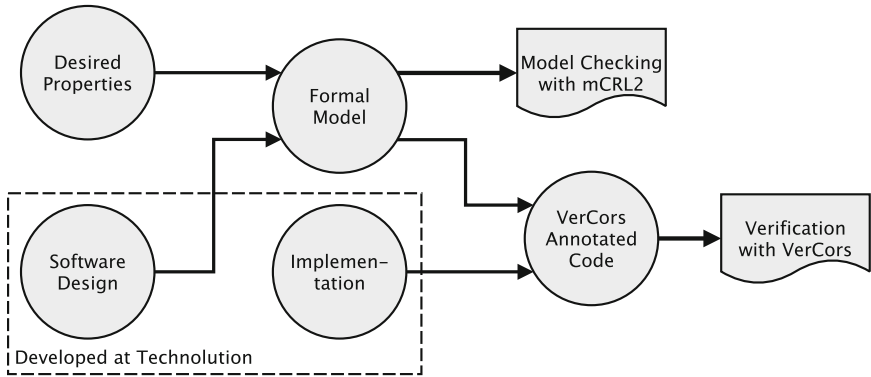 Desired
Properties
Formal
Model
Model Checking
with mCRL2
Software
Design
Implemen-
tation
VerCors
Annotated
Code
Verification
with VerCors
Developed at Technolution